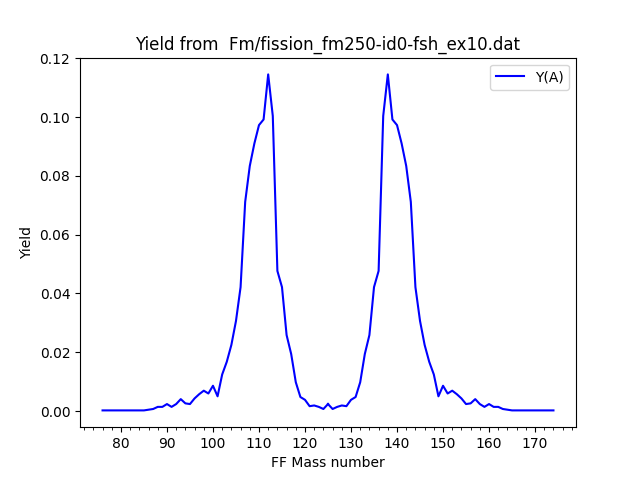 Yield from  Fm/fission_fm250-id0-fsh_ex10.dat
Y(A)
0.12
0.10
0.08
0.06
0.04
0.02
0.00
Yield
80 90 100 110 120 130 140 150 160 170
FF Mass number